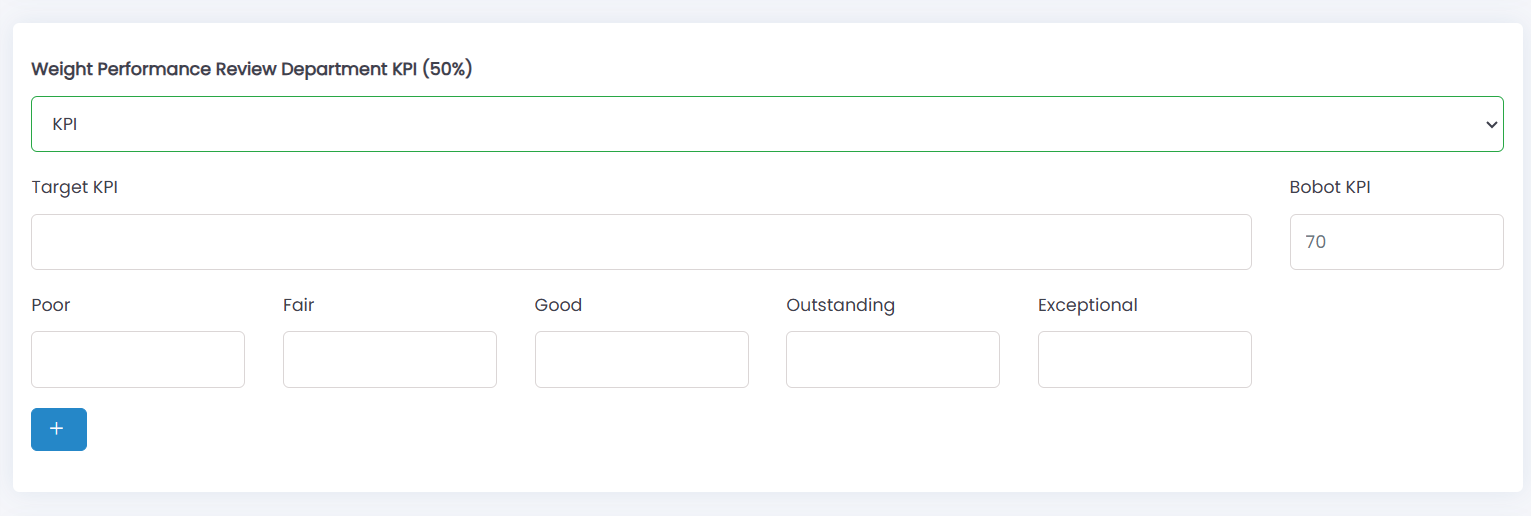 Weight Performance Review Department KPI (50%)
KPI
Target KPI Bobot KPI
70
Poor Fair Good Outstanding Exceptional
+